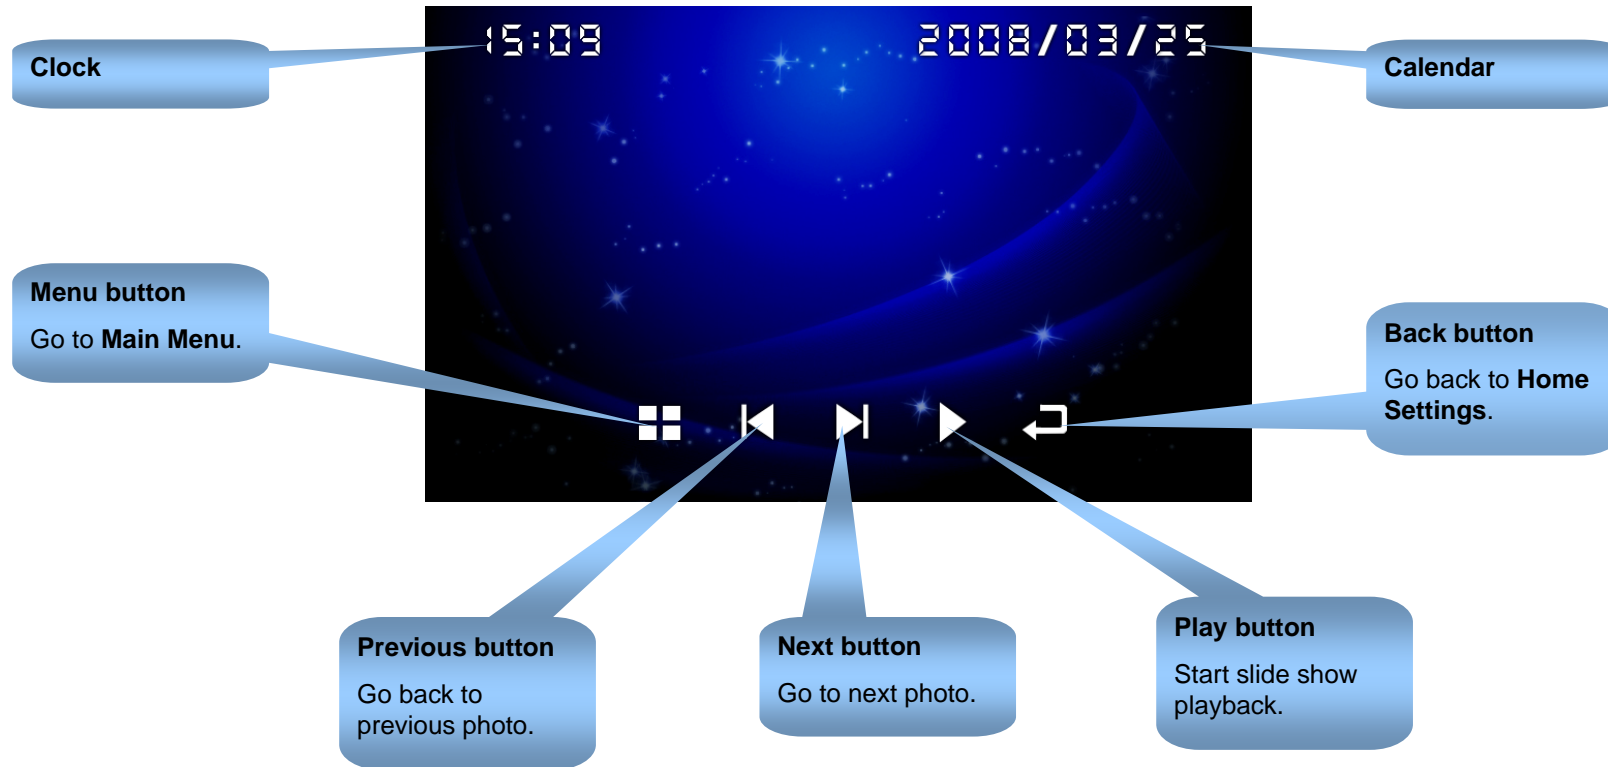 15:09
2008/03/25
Clock
Calendar
Menu button
Go to Main Menu.
Back button
Go back to Home
Settings.
Previous button
Go back to
previous photo.
Next button
Go to next photo.
Play button
Start slide show
playback.